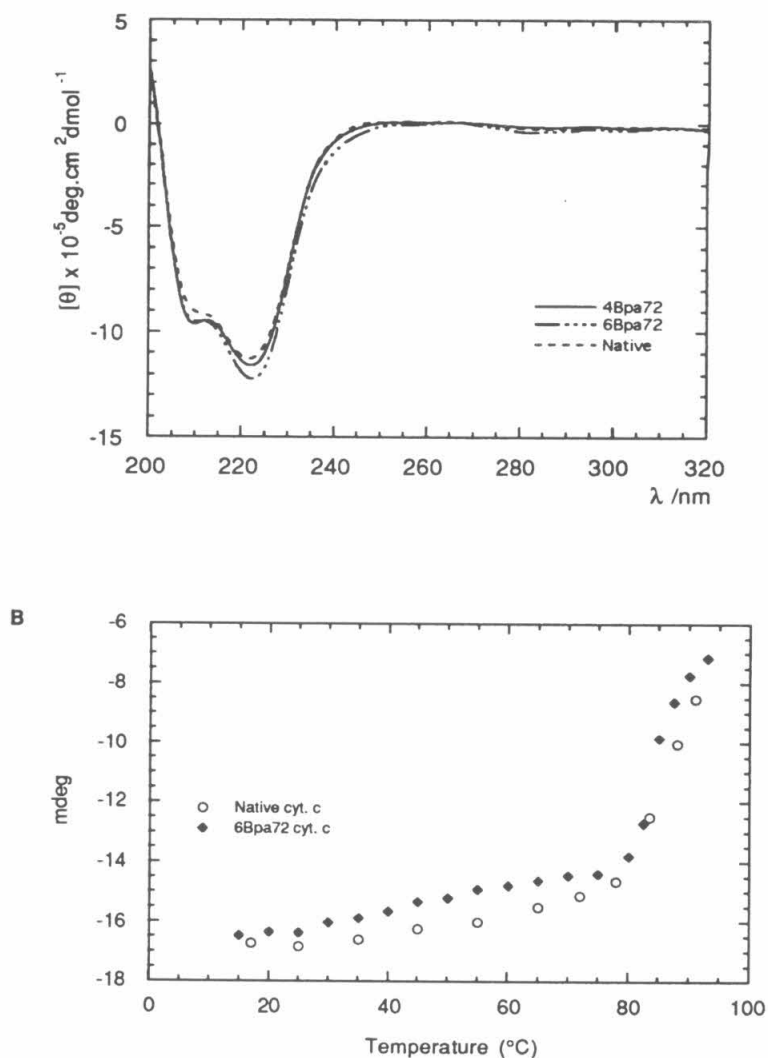 5
0
-5
-10
-15
[θ] x 10⁻⁵deg.cm ²dmol ⁻¹
4Bpa72
6Bpa72
Native
200 220 240 260 280 300 320
λ /nm
B
-6
-8
-10
-12
-14
-16
-18
mdeg
Native cyt. c
6Bpa72 cyt. c
0 20 40 60 80 100
Temperature (°C)